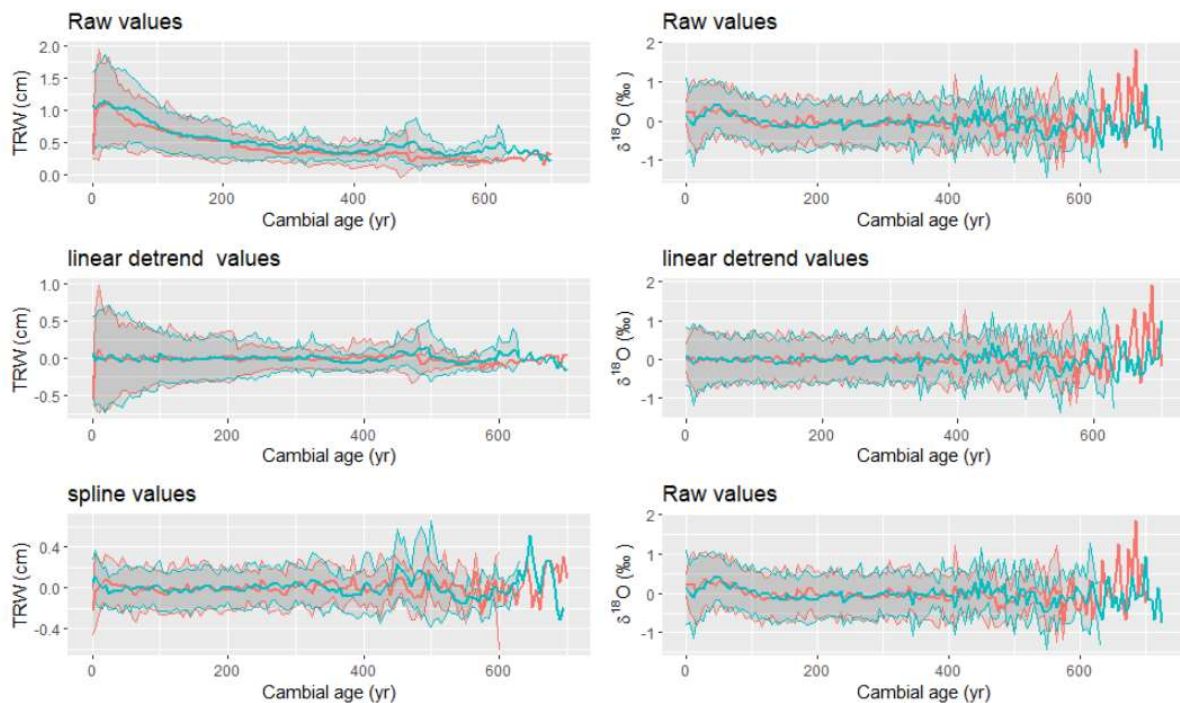 Raw values
2.0
1.5
1.0
0.5
0.0
TRW (cm)
0 200 400 600
Cambial age (yr)
Raw values
2
1
0
-1
δ¹⁸O (‰)
0 200 400 600
Cambial age (yr)
linear detrend  values
1.0
0.5
0.0
-0.5
TRW (cm)
0 200 400 600
Cambial age (yr)
linear detrend values
2
1
0
-1
δ¹⁸O (‰)
0 200 400 600
Cambial age (yr)
spline values
0.4
0.0
-0.4
TRW (cm)
0 200 400 600
Cambial age (yr)
Raw values
2
1
0
-1
δ¹⁸O (‰)
0 200 400 600
Cambial age (yr)